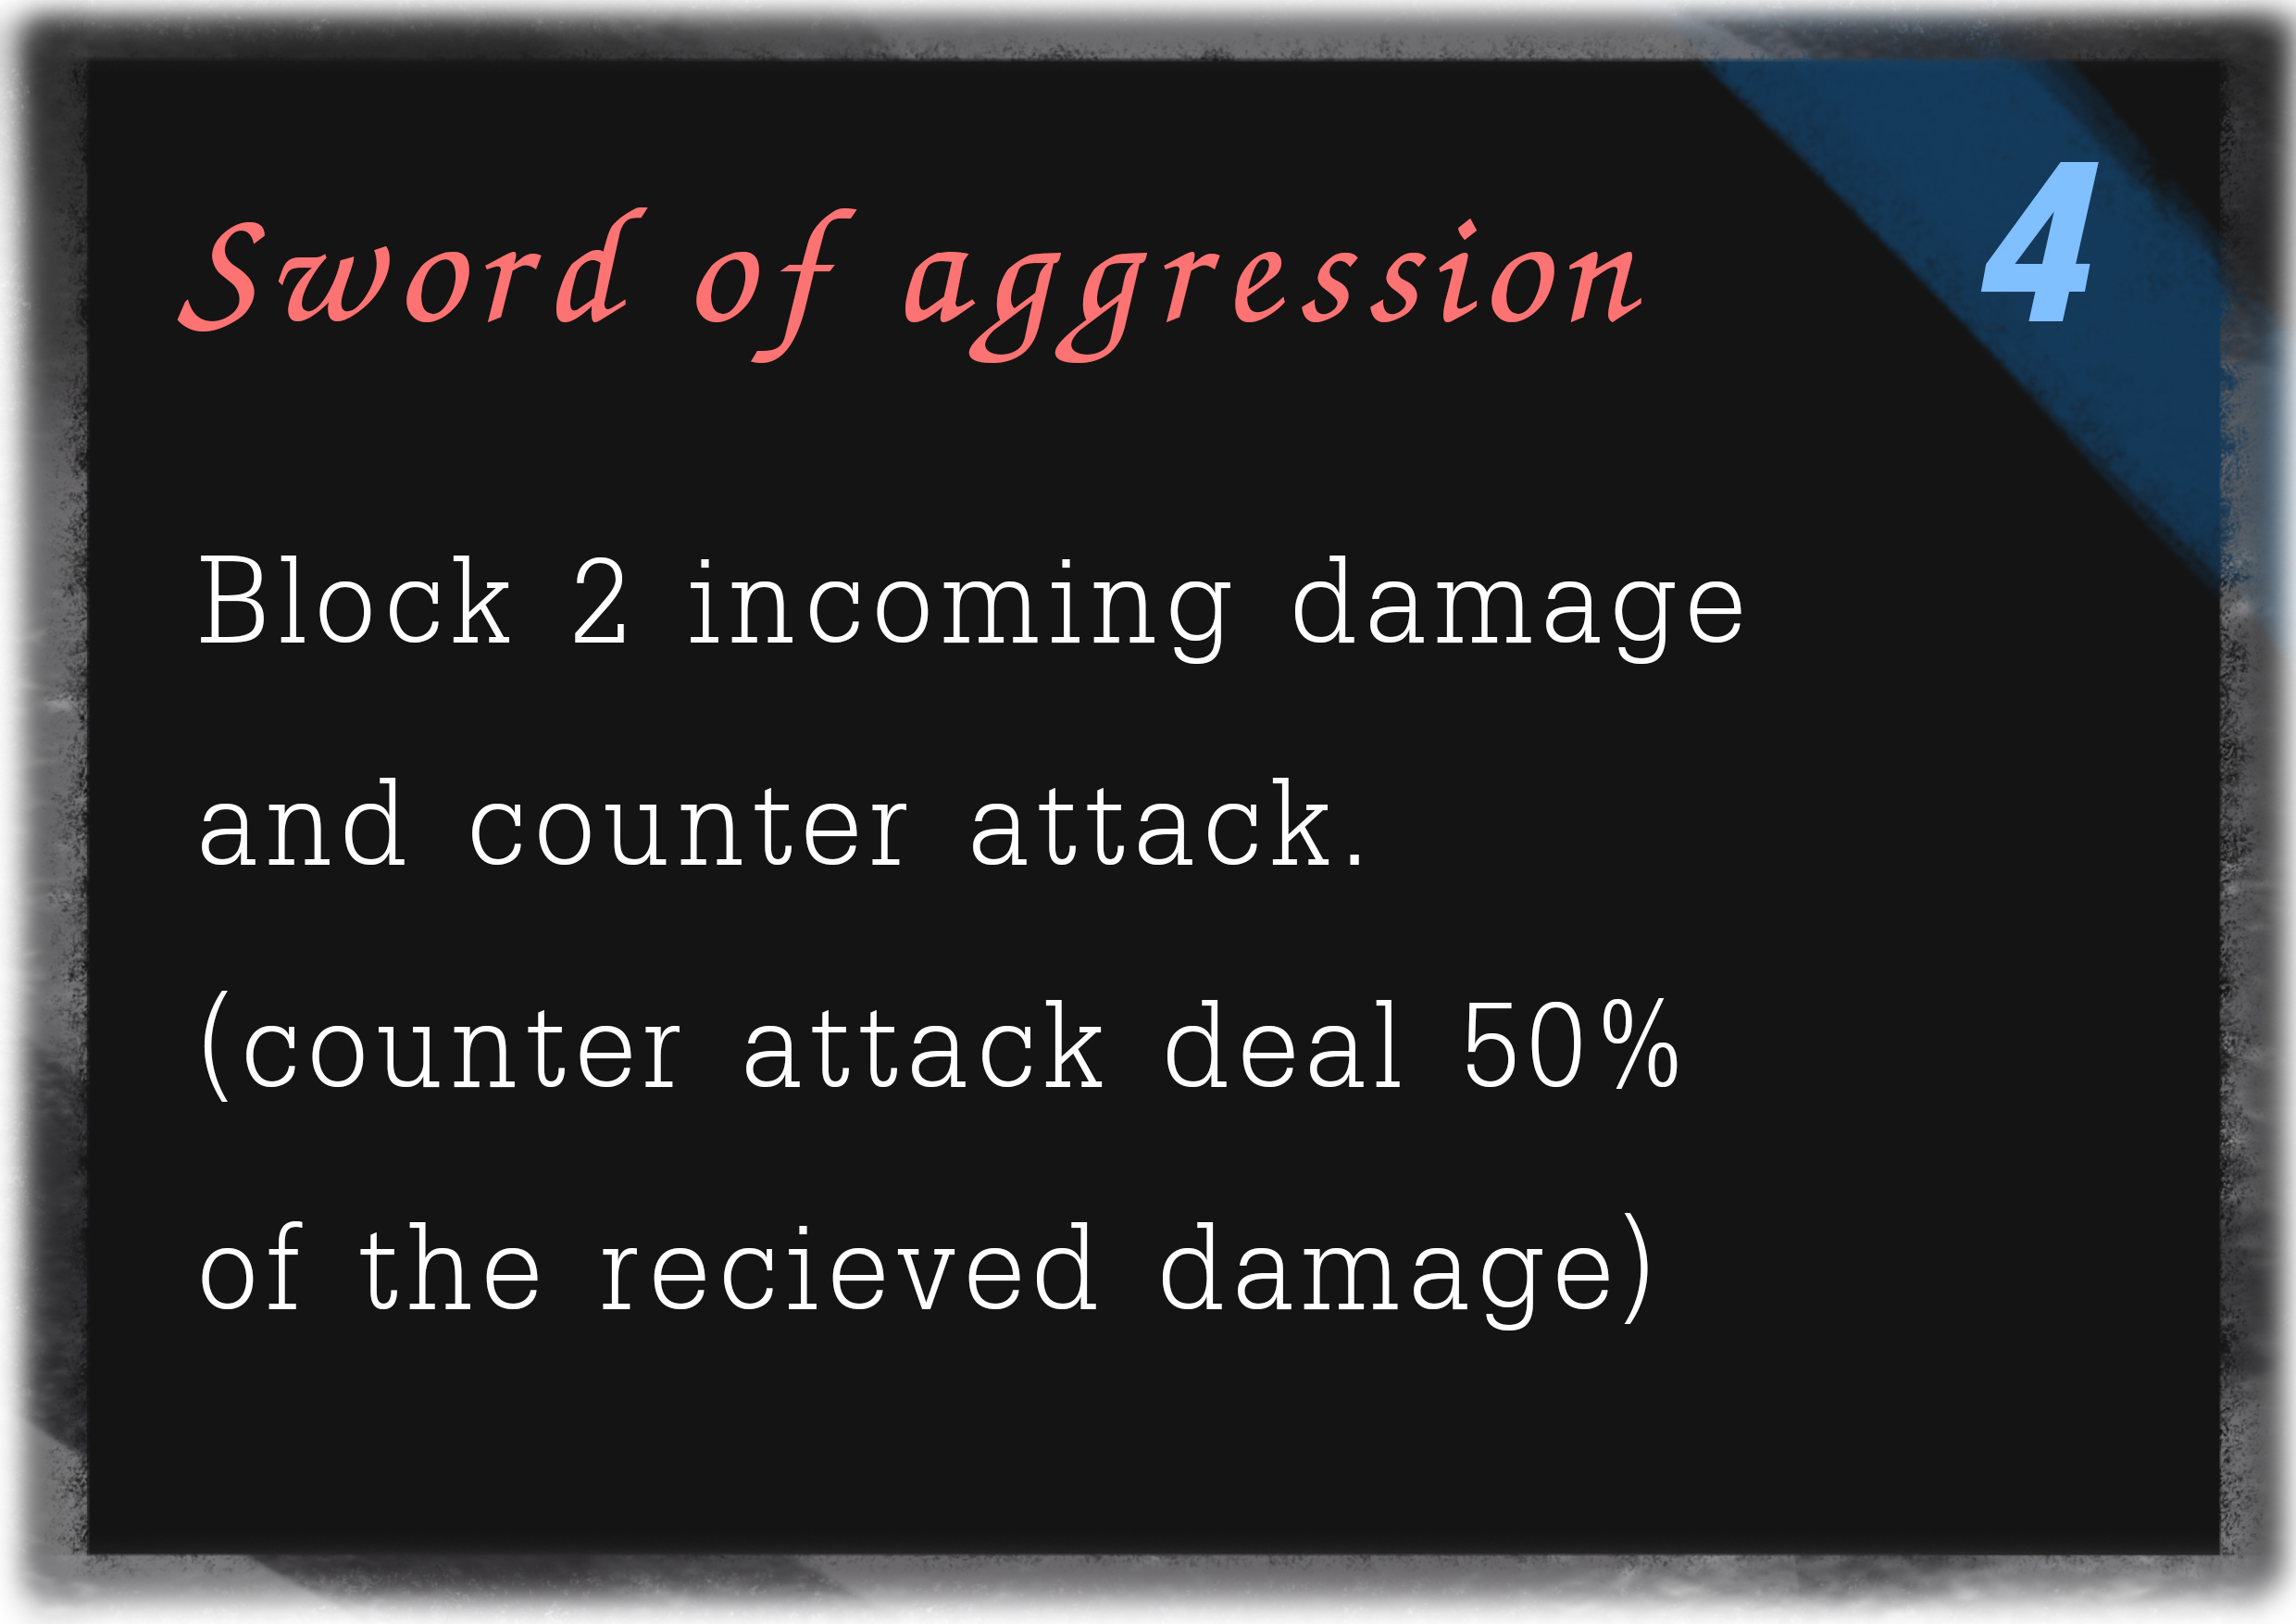 Sword of aggression 4
Block 2 incoming damage
and counter attack.
(counter attack deal 50%
of the recieved damage)